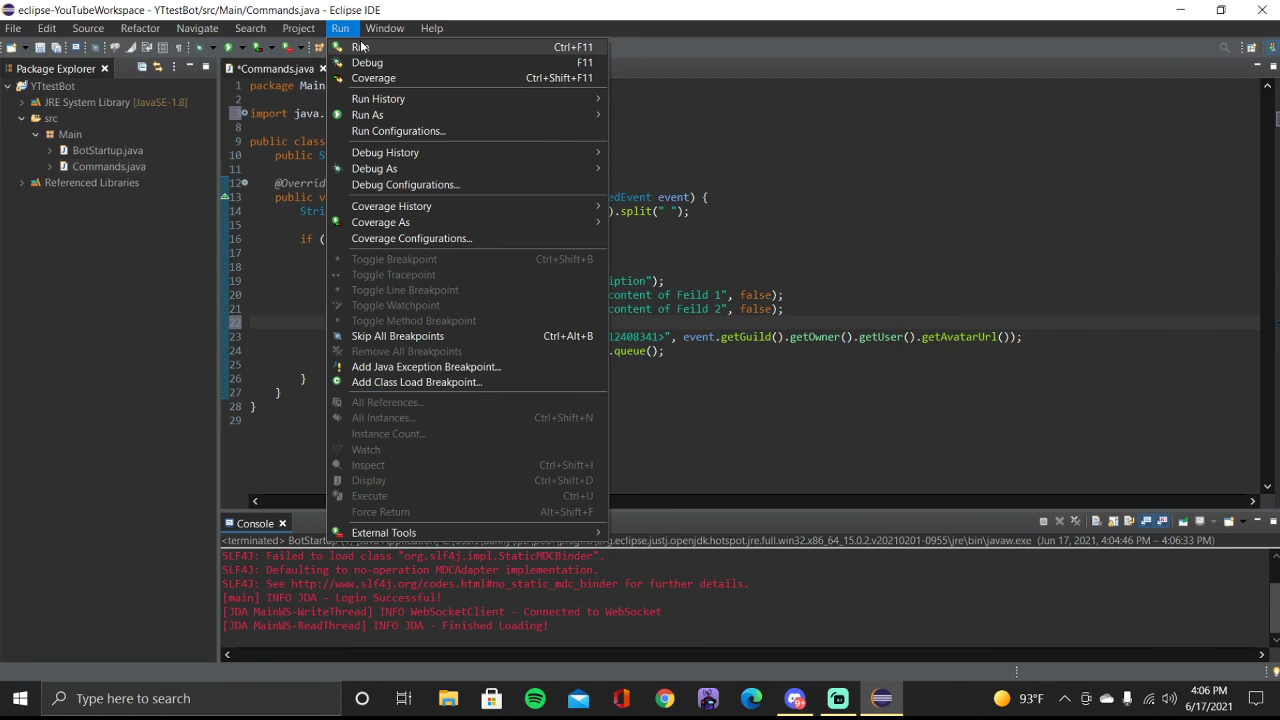 eclipse-YouTubeWorkspace - YTtestBot/src/Main/Commands.java - Eclipse IDE
File Edit Source Refactor Navigate Search Project Run Window Help
Package Explorer
YTtestBot
JRE System Library [JavaSE-1.8]
src
Main
BotStartup.java
Commands.java
Referenced Libraries
*Commands.java
1 package Main
2
3 import java.
8
9 public class
10 public S
11
12 @Overrid
13 public v edEvent event) {
14 Stri ).split(" ");
15
16 if (
17
18
19 iption");
20 content of Feild 1", false);
21 content of Feild 2", false);
22
23 12408341>", event.getGuild().getOwner().getUser().getAvatarUrl());
24 .queue();
25
26 }
27 }
28 }
29
Run Ctrl+F11
Debug F11
Coverage Ctrl+Shift+F11
Run History
Run As
Run Configurations...
Debug History
Debug As
Debug Configurations...
Coverage History
Coverage As
Coverage Configurations...
Toggle Breakpoint Ctrl+Shift+B
Toggle Tracepoint
Toggle Line Breakpoint
Toggle Watchpoint
Toggle Method Breakpoint
Skip All Breakpoints Ctrl+Alt+B
Remove All Breakpoints
Add Java Exception Breakpoint...
Add Class Load Breakpoint...
All References...
All Instances... Ctrl+Shift+N
Instance Count...
Watch
Inspect Ctrl+Shift+I
Display Ctrl+Shift+D
Execute Ctrl+U
Force Return Alt+Shift+F
External Tools
Console
.eclipse.justj.openjdk.hotspot.jre.full.win32.x86_64_15.0.2.v20210201-0955\jre\bin\javaw.exe (Jun 17, 2021, 4:04:46 PM – 4:06:33 PM)
SLF4J: Failed to load class "org.slf4j.impl.StaticMDCBinder".
SLF4J: Defaulting to no-operation MDCAdapter implementation.
SLF4J: See http://www.slf4j.org/codes.html#no_static_mdc_binder for further details.
[main] INFO JDA - Login Successful!
[JDA MainWS-WriteThread] INFO WebSocketClient - Connected to WebSocket
[JDA MainWS-ReadThread] INFO JDA - Finished Loading!
Type here to search
93°F
4:06 PM
6/17/2021